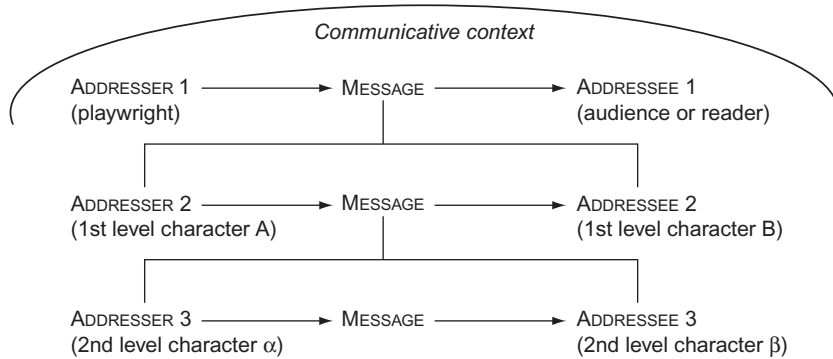 Communicative context
ADDRESSER 1 MESSAGE ADDRESSEE 1
(playwright) (audience or reader)
ADDRESSER 2 MESSAGE ADDRESSEE 2
(1st level character A) (1st level character B)
ADDRESSER 3 MESSAGE ADDRESSEE 3
(2nd level character α) (2nd level character β)